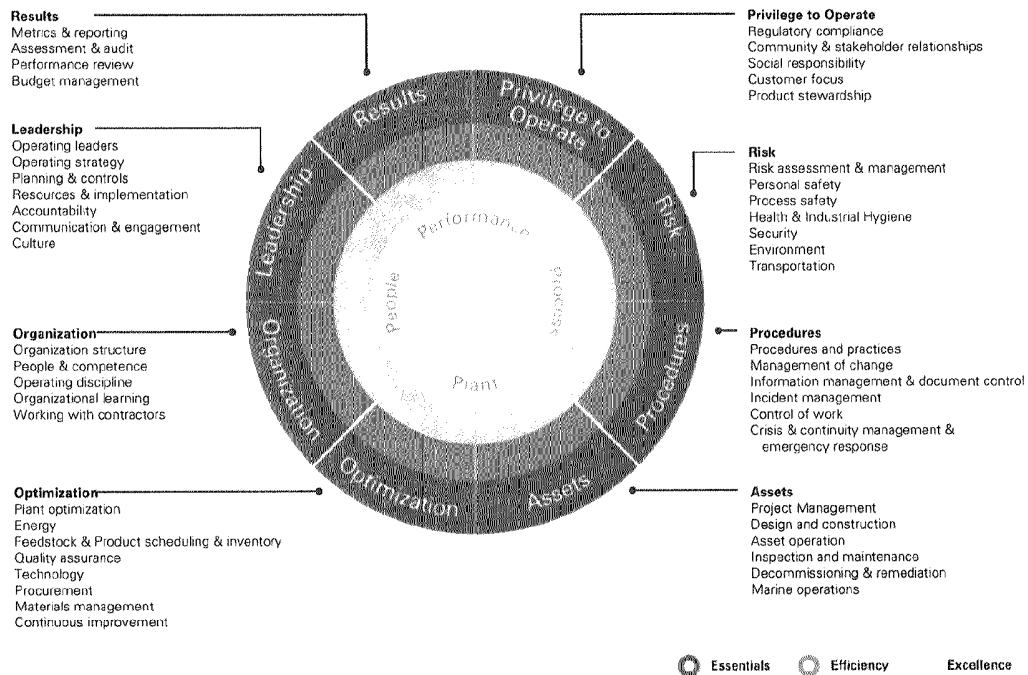 Results
Metrics & reporting
Assessment & audit
Performance review
Budget management
Leadership
Operating leaders
Operating strategy
Planning & controls
Resources & implementation
Accountability
Communication & engagement
Culture
Organization
Organization structure
People & competence
Operating discipline
Organizational learning
Working with contractors
Optimization
Plant optimization
Energy
Feedstock & Product scheduling & inventory
Quality assurance
Technology
Procurement
Materials management
Continuous improvement
Results
Privilege to
Operate
Leadership
Risk
Organization
Procedures
Optimization
Assets
Performance
People
Process
Plant
Privilege to Operate
Regulatory compliance
Community & stakeholder relationships
Social responsibility
Customer focus
Product stewardship
Risk
Risk assessment & management
Personal safety
Process safety
Health & Industrial Hygiene
Security
Environment
Transportation
Procedures
Procedures and practices
Management of change
Information management & document control
Incident management
Control of work
Crisis & continuity management &
emergency response
Assets
Project Management
Design and construction
Asset operation
Inspection and maintenance
Decommissioning & remediation
Marine operations
Essentials Efficiency Excellence